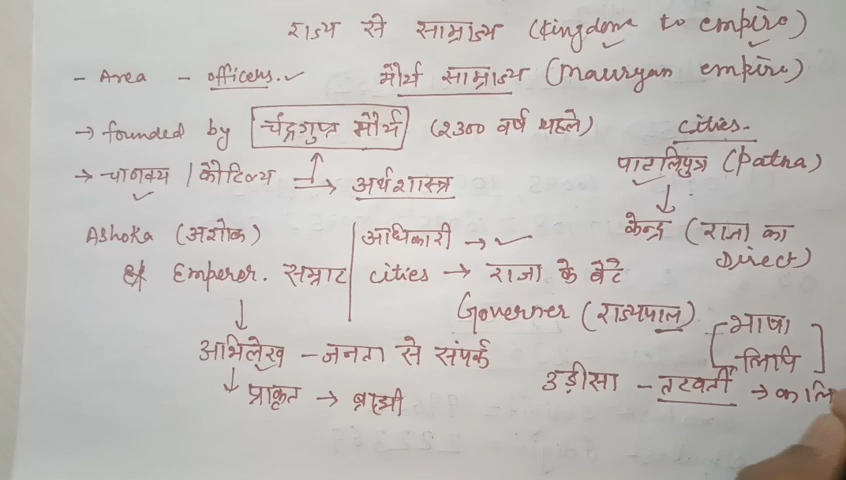 राज्य से साम्राज्य (Kingdom to empire)
- Area - officers. ✓ मौर्य साम्राज्य (Mauryan empire)
→ founded by चंद्रगुप्त मौर्य (2300 वर्ष पहले)
cities.
→ चाणक्य / कौटिल्य → अर्थशास्त्र
पाटलिपुत्र (Patna)
↓
केन्द्र (राजा का Direct)
Ashoka (अशोक)
Emperer. सम्राट
अधिकारी → ✓
cities → राजा के बेटे
Governer (राज्यपाल)
↓
अभिलेख - जनता से संपर्क
↓ प्राकृत → ब्राह्मी
[भाषा
लिपि]
उड़ीसा - तटवर्ती → कलि